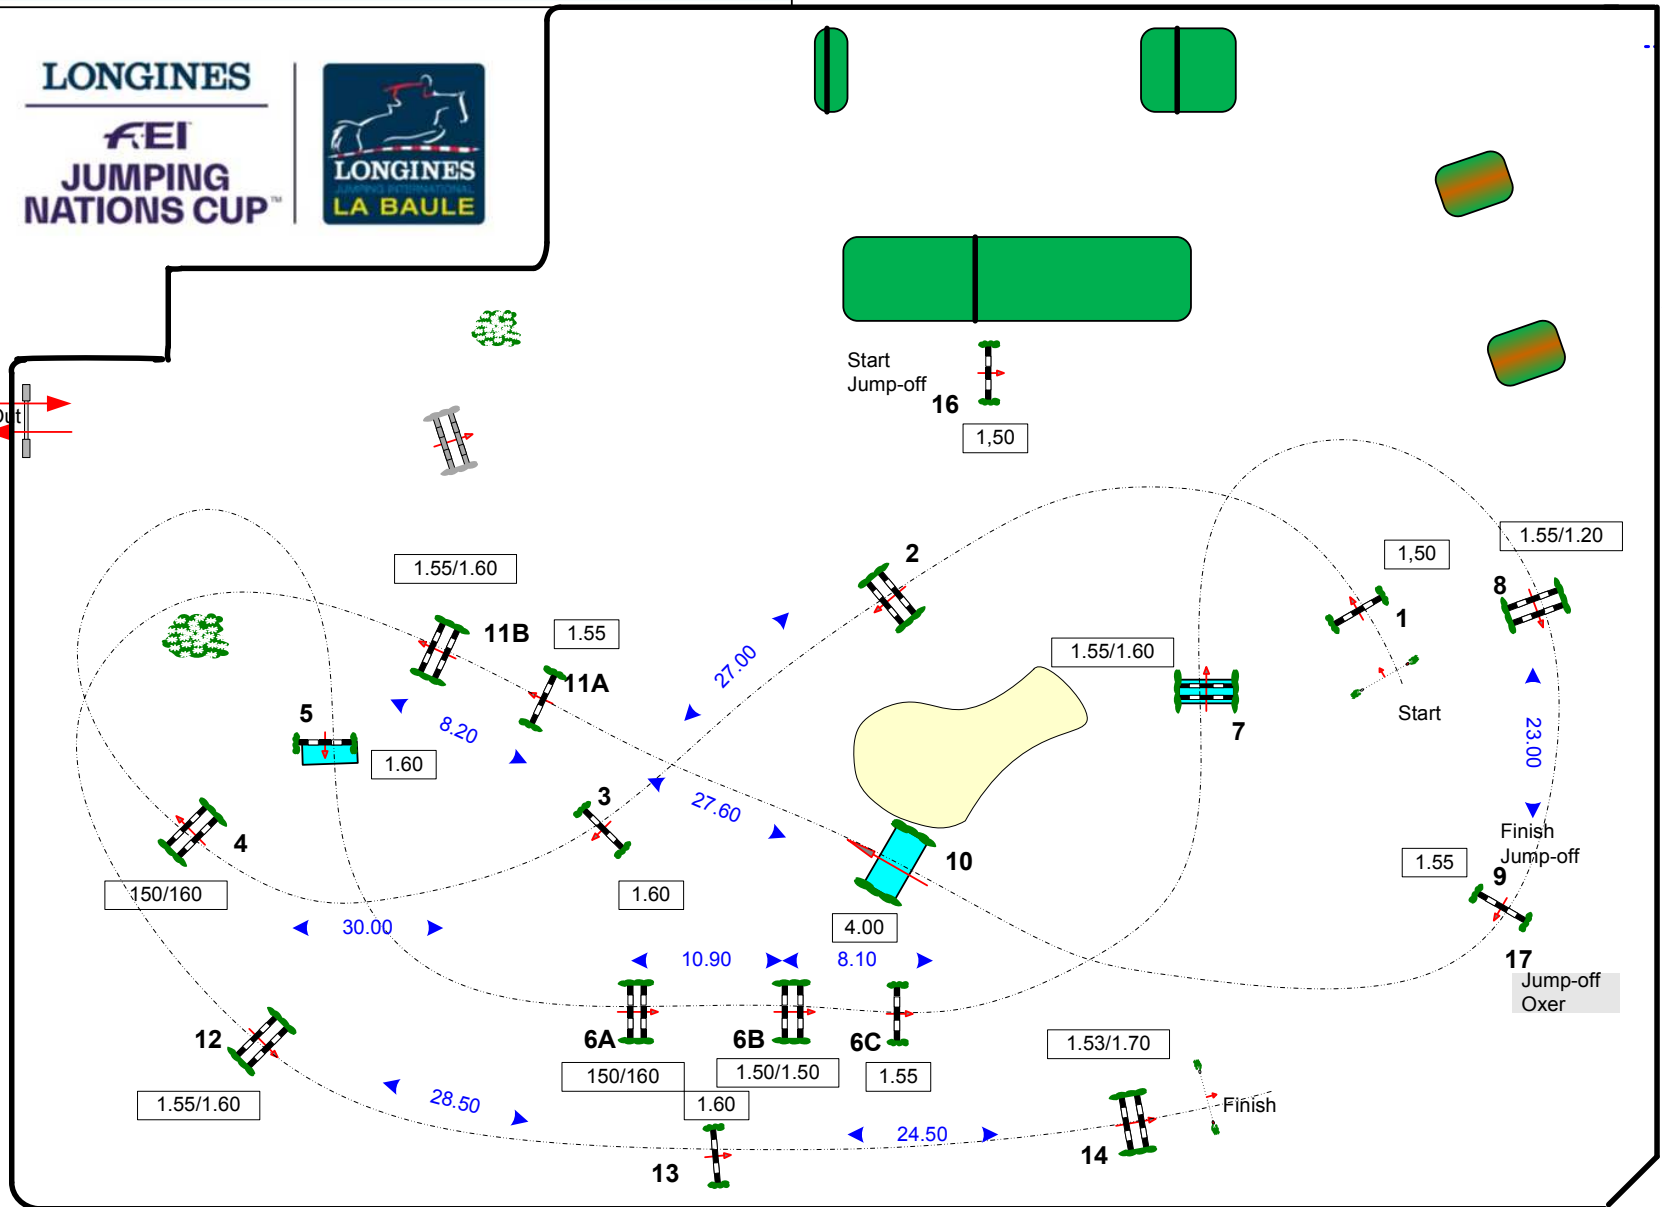 LONGINES
FEI
JUMPING
NATIONS CUP™
LONGINES
JUMPING INTERNATIONAL
LA BAULE
Start
Jump-off
16
1,50
Out
2
1.55/1.20
1,50
8
1
1.55/1.60
11B
1.55
27.00
1.55/1.60
11A
5
8.20
Start
7
23.00
1.60
3
27.60
4
10
Finish
Jump-off
1.55
9
150/160
1.60
4.00
30.00
10.90
8.10
17
Jump-off
Oxer
12
6A
6B
6C
1.53/1.70
150/160
1.50/1.50
1.55
1.55/1.60
28.50
1.60
Finish
24.50
13
14